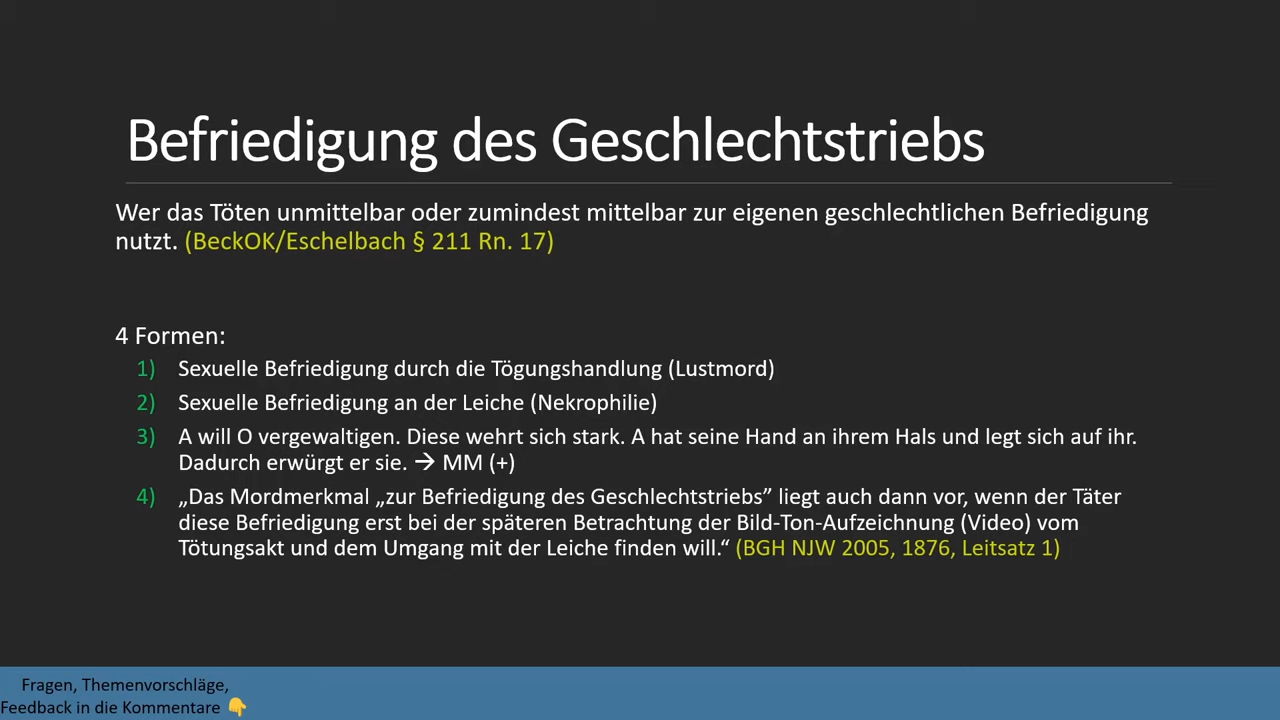 Befriedigung des Geschlechtstriebs
Wer das Töten unmittelbar oder zumindest mittelbar zur eigenen geschlechtlichen Befriedigung
nutzt. (BeckOK/Eschelbach § 211 Rn. 17)
4 Formen:
1) Sexuelle Befriedigung durch die Tögungshandlung (Lustmord)
2) Sexuelle Befriedigung an der Leiche (Nekrophilie)
3) A will O vergewaltigen. Diese wehrt sich stark. A hat seine Hand an ihrem Hals und legt sich auf ihr.
Dadurch erwürgt er sie. → MM (+)
4) „Das Mordmerkmal „zur Befriedigung des Geschlechtstriebs” liegt auch dann vor, wenn der Täter
diese Befriedigung erst bei der späteren Betrachtung der Bild-Ton-Aufzeichnung (Video) vom
Tötungsakt und dem Umgang mit der Leiche finden will.“ (BGH NJW 2005, 1876, Leitsatz 1)
Fragen, Themenvorschläge,
Feedback in die Kommentare 👇